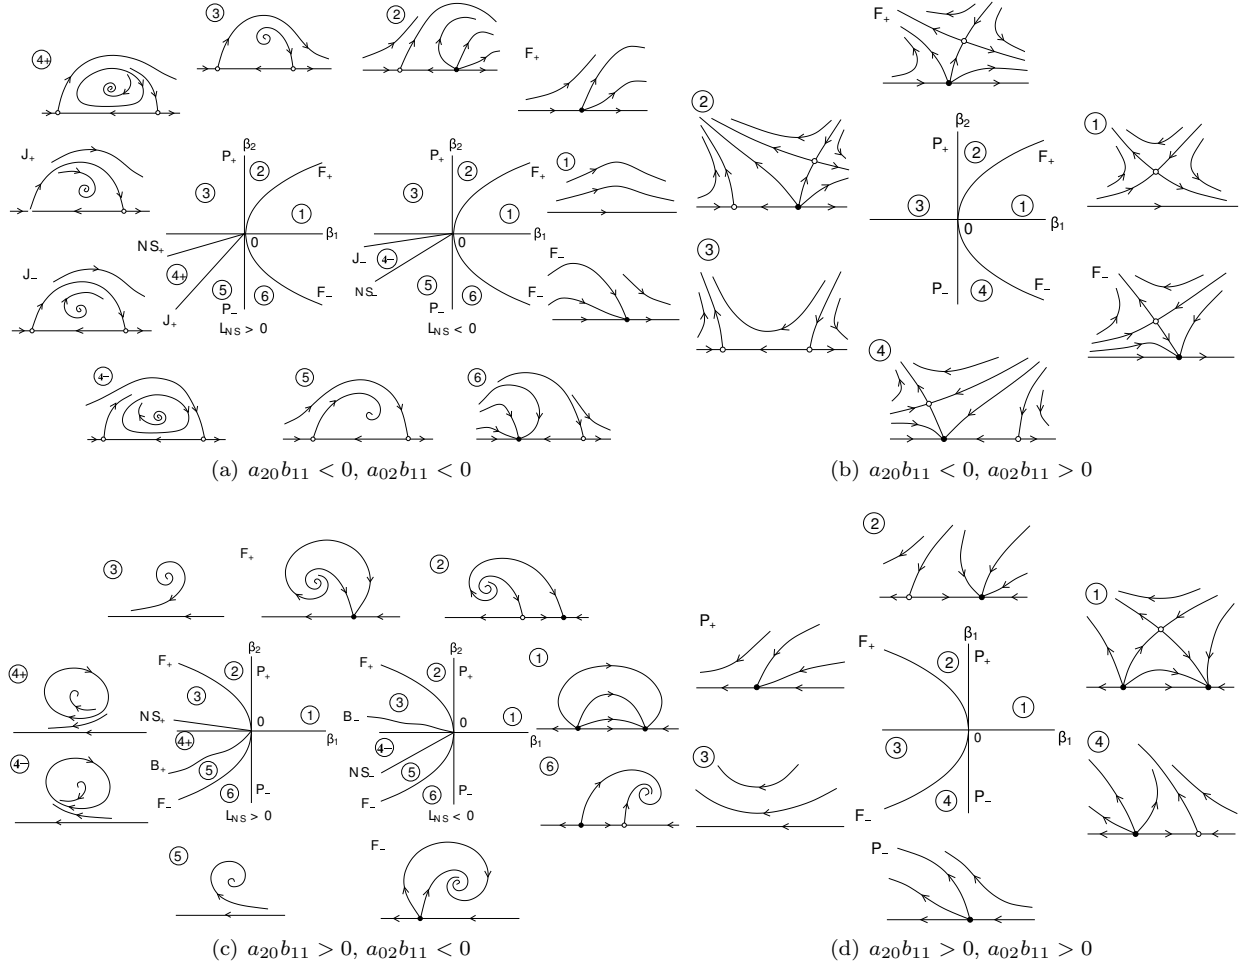 ③
②
F₊
④+
F₊
②
①
β₂
β₂
β₂
J₊
P₊
②
P₊
②
①
P₊
②
F₊
③
F₊
③
F₊
①
①
③
①
β₁
β₁
0
0
0
NS₊
J₋
④−
F₋
③
F₋
④+
J₋
⑤
⑥
F₋
NS₋
⑤
⑥
F₋
P₋
④
F₋
J₊
P₋
L_NS > 0
P₋
L_NS < 0
④
④−
⑤
⑥
(a) a₂₀b₁₁ < 0, a₀₂b₁₁ < 0
(b) a₂₀b₁₁ < 0, a₀₂b₁₁ > 0
②
③
F₊
②
①
P₊
β₂
β₂
β₁
F₊
②
P₊
F₊
②
P₊
①
F₊
②
P₊
④+
③
③
①
NS₊
0
①
B₋
0
①
β₁
β₁
④+
④−
③
0
④
④−
B₊
⑤
NS₋
⑤
⑥
③
F₋
⑥
P₋
F₋
⑥
P₋
F₋
④
P₋
L_NS > 0
L_NS < 0
⑤
F₋
P₋
(c) a₂₀b₁₁ > 0, a₀₂b₁₁ < 0
(d) a₂₀b₁₁ > 0, a₀₂b₁₁ > 0